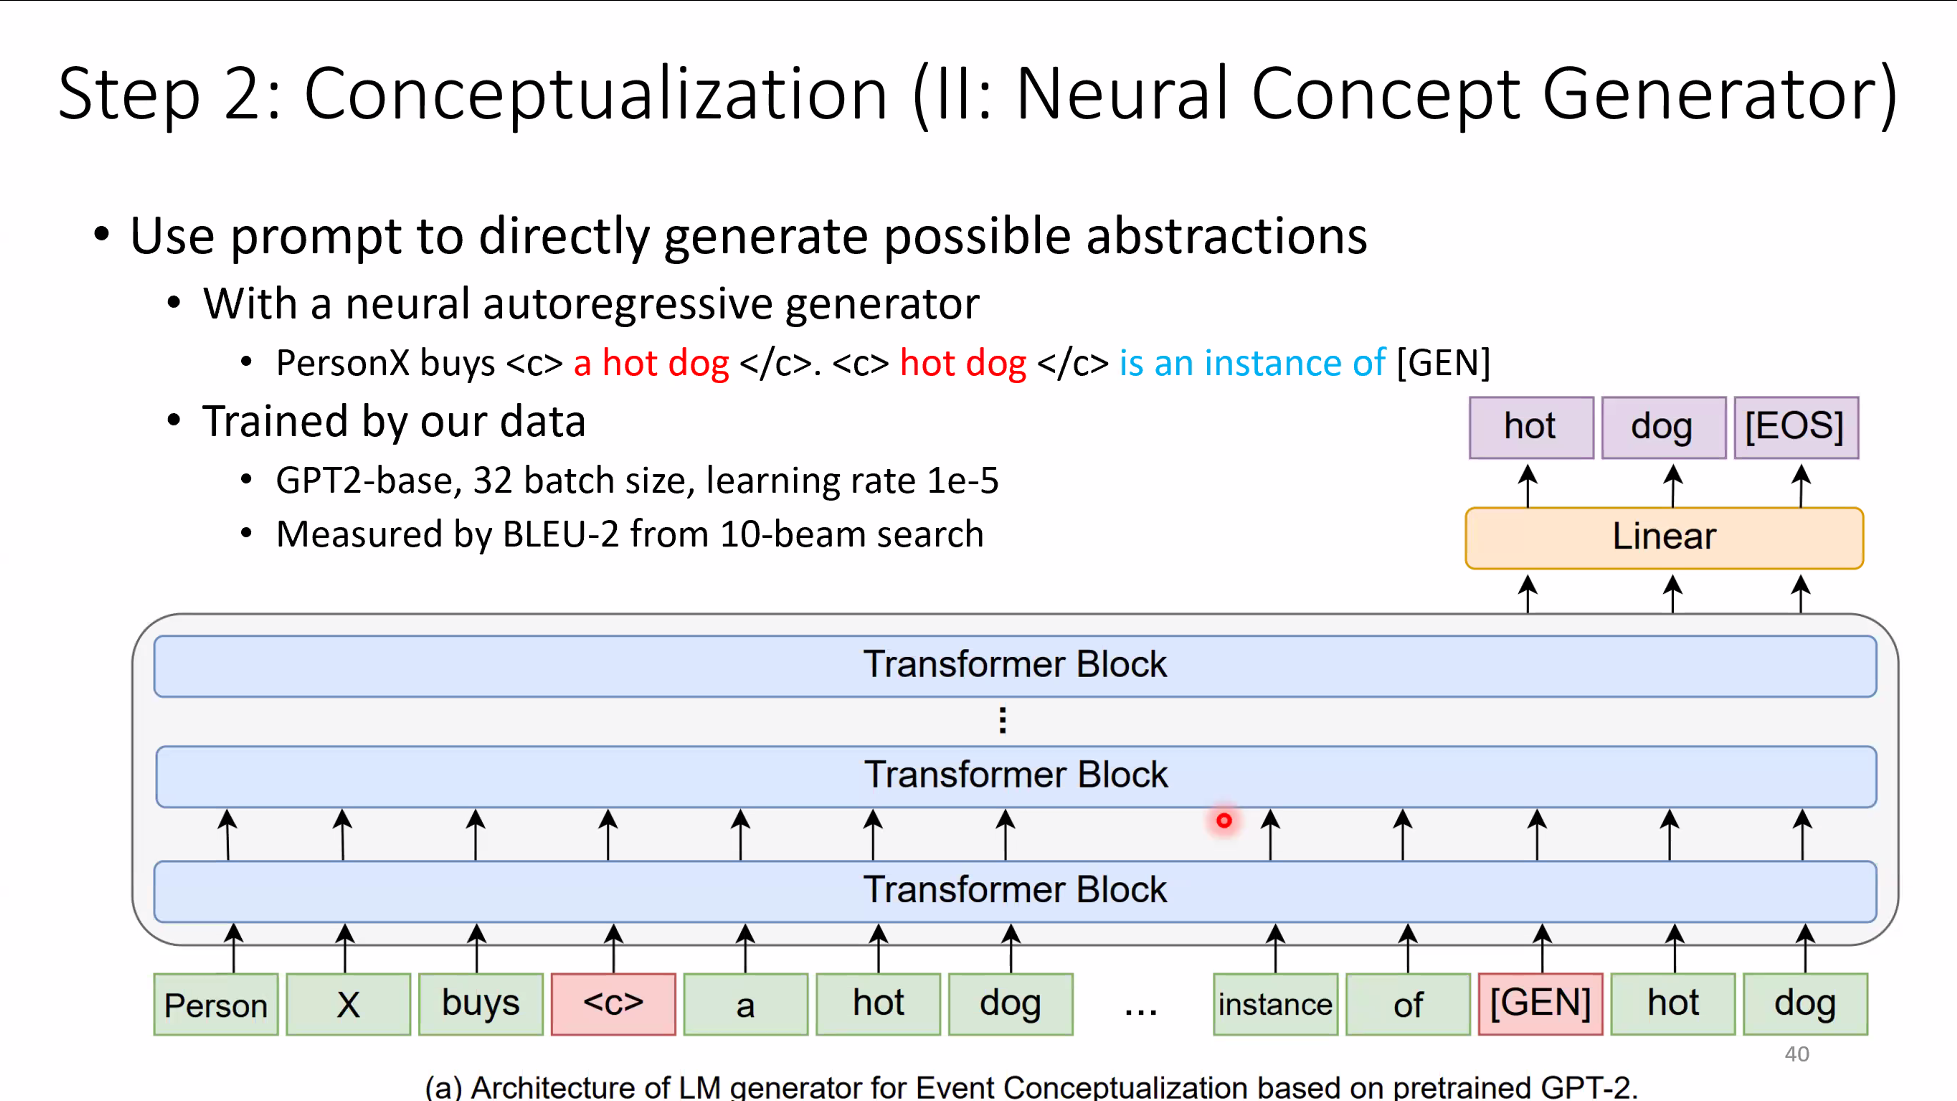 Step 2: Conceptualization (II: Neural Concept Generator)
• Use prompt to directly generate possible abstractions
• With a neural autoregressive generator
• PersonX buys <c> a hot dog </c>. <c> hot dog </c> is an instance of [GEN]
• Trained by our data
• GPT2-base, 32 batch size, learning rate 1e-5
• Measured by BLEU-2 from 10-beam search
hot dog [EOS]
Linear
Transformer Block
⋮
Transformer Block
Transformer Block
Person X buys <c> a hot dog ... instance of [GEN] hot dog
40
(a) Architecture of LM generator for Event Conceptualization based on pretrained GPT-2.